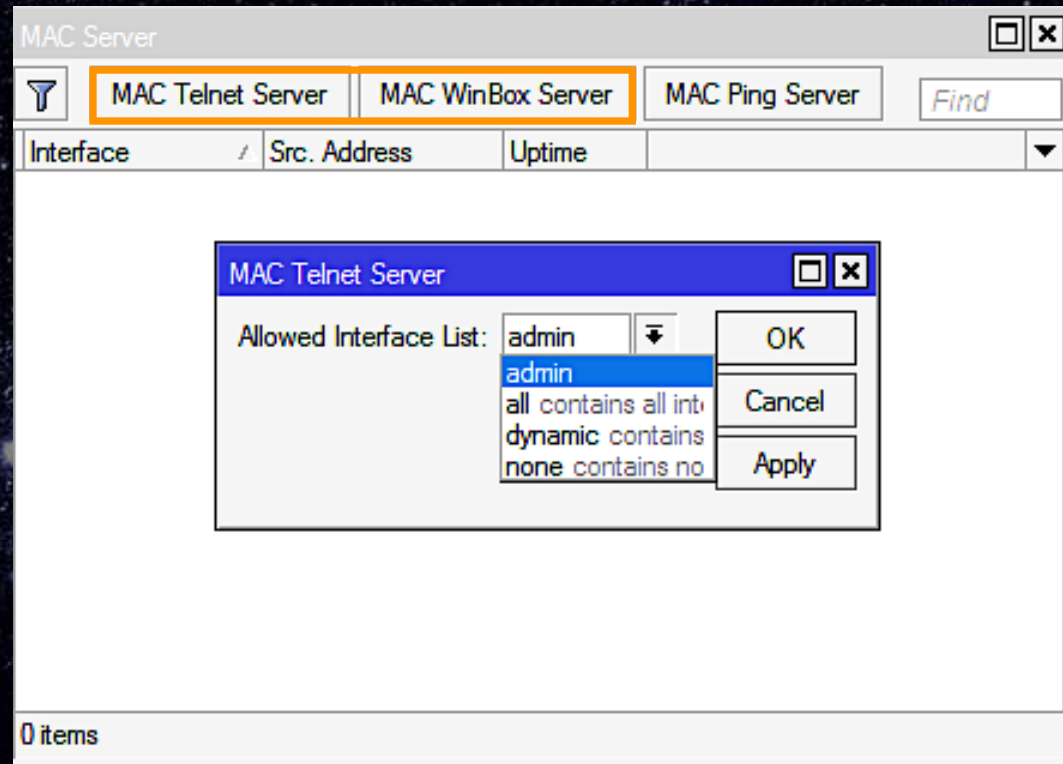 MAC Server
MAC Telnet Server MAC WinBox Server MAC Ping Server Find
Interface Src. Address Uptime
MAC Telnet Server
Allowed Interface List: admin OK
admin
all contains all int
dynamic contains Cancel
none contains no Apply
0 items